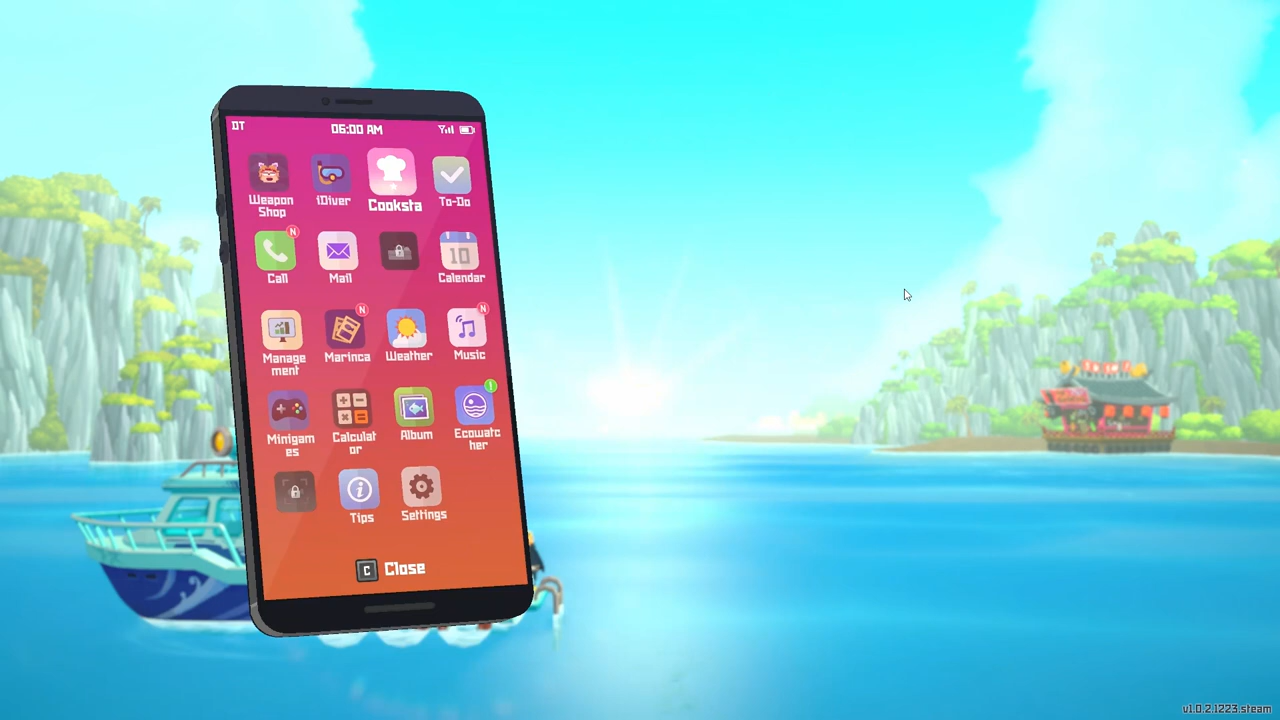 DT 06:00 AM
Weapon Shop
iDiver
Cooksta
To-Do
N
Call
Mail
10
Calendar
Manage
ment
N
Marinca
Weather
N
Music
Minigam
es
Calculat
or
Album
Ecowatc
her
Tips
Settings
C Close
v1.0.2.1223.steam